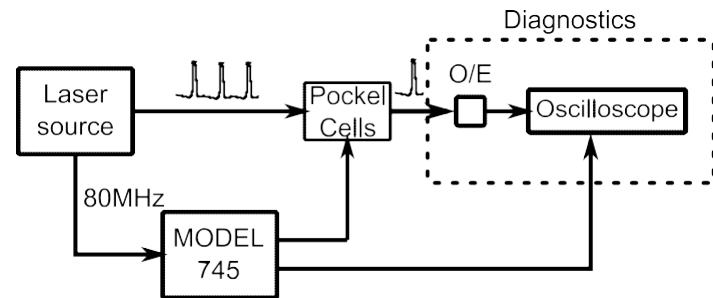 Diagnostics
Laser
source
Pockel
Cells
O/E
Oscilloscope
80MHz
MODEL
745